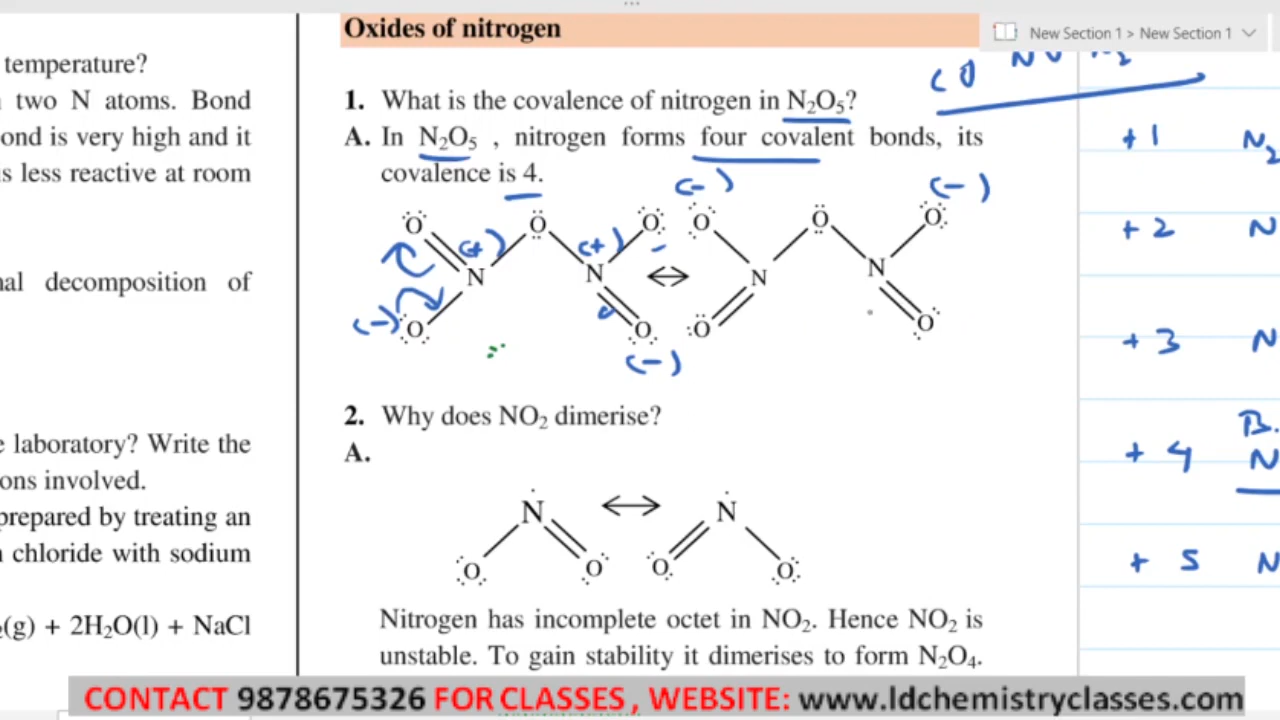 Oxides of nitrogen
New Section 1 > New Section 1
temperature?
two N atoms. Bond
ond is very high and it
s less reactive at room
nal decomposition of
e laboratory? Write the
ons involved.
prepared by treating an
chloride with sodium
(g) + 2H₂O(l) + NaCl
1. What is the covalence of nitrogen in N₂O₅?
A. In N₂O₅ , nitrogen forms four covalent bonds, its
covalence is 4.
(-) (-)
O O O O O O
(+) (+)
N N ↔ N N
(-) O O O O
(-)
2. Why does NO₂ dimerise?
A.
N ↔ N
O O O O
Nitrogen has incomplete octet in NO₂. Hence NO₂ is
unstable. To gain stability it dimerises to form N₂O₄.
+1 N₂
+2 N
+3 N
B.
+4 N
+5 N
CONTACT 9878675326 FOR CLASSES , WEBSITE: www.ldchemistryclasses.com